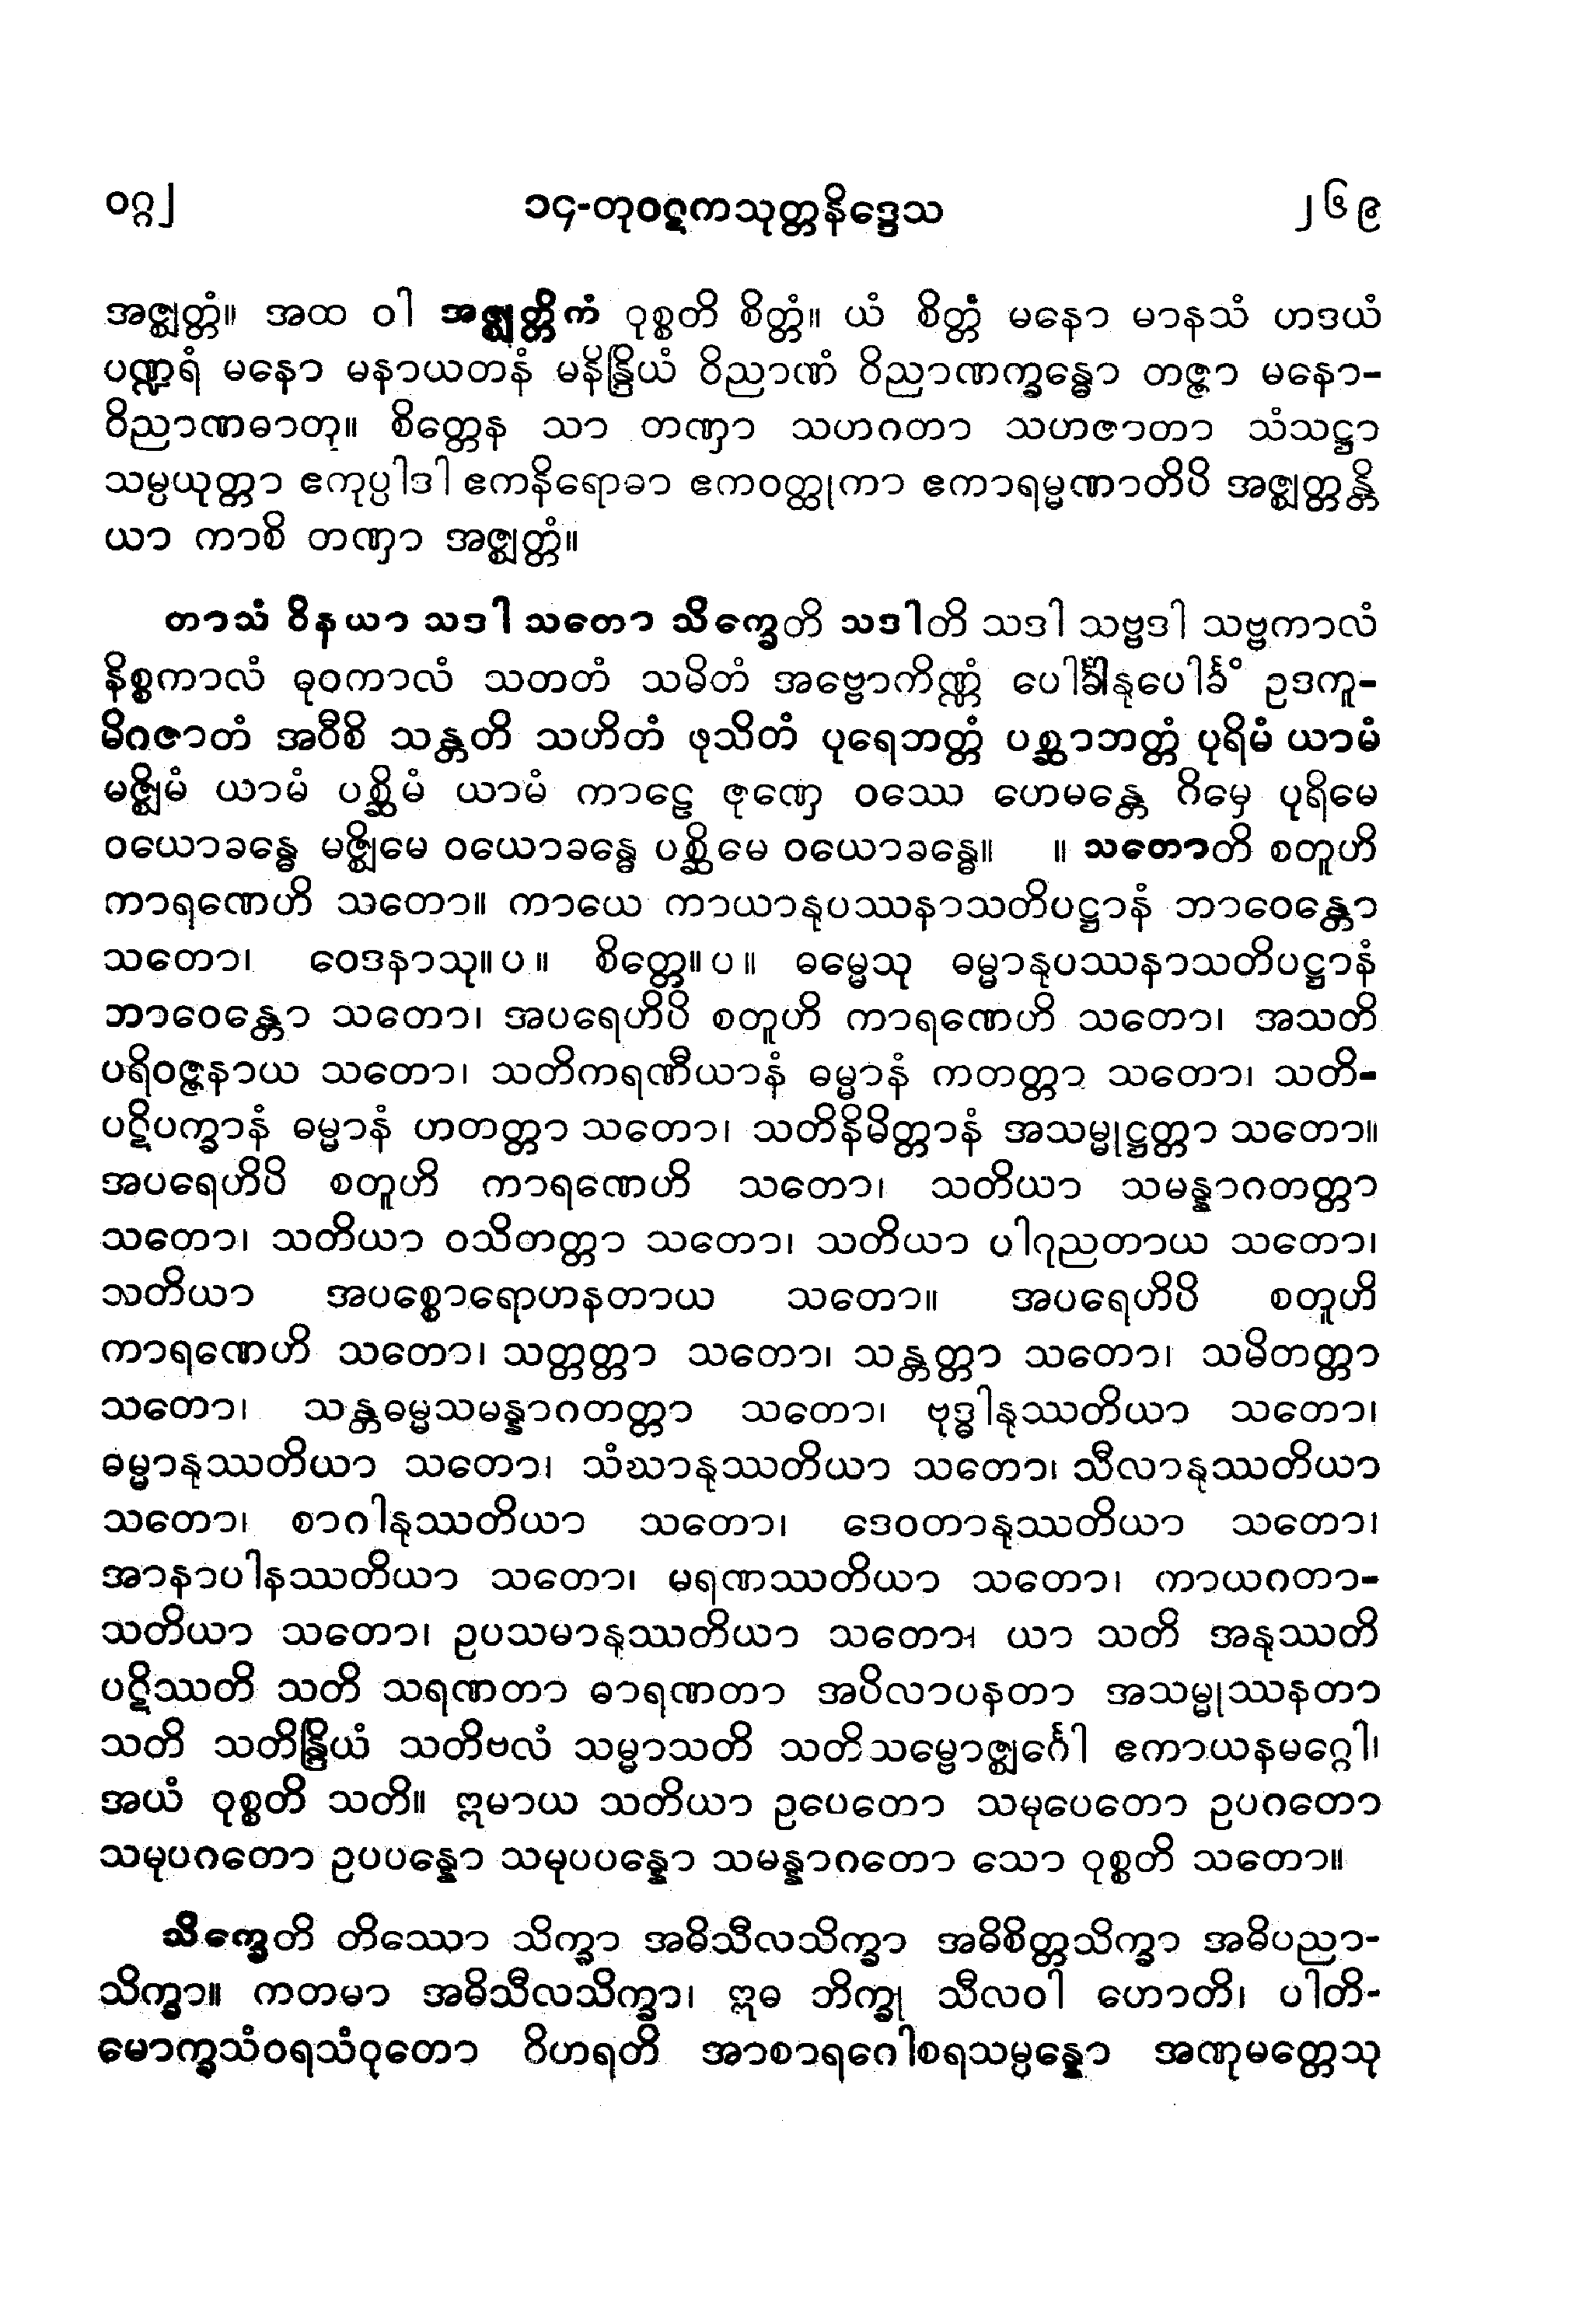 ဝဂ္ဂ ၂ ၁၄-တုဝဋကသုတ္တနိဒ္ဒေသ ၂၆၉
အဇ္ဈတ္တံ။ အထ ဝါ အဇ္ဈတ္တိကံ ဝုစ္စတိ စိတ္တံ။ ယံ စိတ္တံ မနော မာနသံ ဟဒယံ
ပဏ္ဍရံ မနော မနာယတနံ မနိန္ဒြိယံ ဝိညာဏံ ဝိညာဏက္ခန္ဓော တဇ္ဇာ မနော-
ဝိညာဏဓာတု။ စိတ္တေန သာ တဏှာ သဟဂတာ သဟဇာတာ သံသဋ္ဌာ
သမ္ပယုတ္တာ ဧကုပ္ပါဒါ ဧကနိရောဓာ ဧကဝတ္ထုကာ ဧကာရမ္မဏာတိပိ အဇ္ဈတ္တန္တိ
ယာ ကာစိ တဏှာ အဇ္ဈတ္တံ။
တာသံ ဝိနယာ သဒါ သတော သိက္ခေတိ သဒါတိ သဒါ သဗ္ဗဒါ သဗ္ဗကာလံ
နိစ္စကာလံ ဓုဝကာလံ သတတံ သမိတံ အဗ္ဗောကိဏ္ဏံ ပေါင်္ခါနုပေါင်္ခံ ဥဒကူ-
မိဂဇာတံ အဝီစိ သန္တတိ သဟိတံ ဖုသိတံ ပုရေဘတ္တံ ပစ္ဆာဘတ္တံ ပုရိမံ ယာမံ
မဇ္ဈိမံ ယာမံ ပစ္ဆိမံ ယာမံ ကာဠေ ဇုဏှေ ဝဿေ ဟေမန္တေ ဂိမှေ ပုရိမေ
ဝယောခန္ဓေ မဇ္ဈိမေ ဝယောခန္ဓေ ပစ္ဆိမေ ဝယောခန္ဓေ။ ။ သတောတိ စတူဟိ
ကာရဏေဟိ သတော။ ကာယေ ကာယာနုပဿနာသတိပဋ္ဌာနံ ဘာဝေန္တော
သတော၊ ဝေဒနာသု။ပ။ စိတ္တေ။ပ။ ဓမ္မေသု ဓမ္မာနုပဿနာသတိပဋ္ဌာနံ
ဘာဝေန္တော သတော၊ အပရေဟိပိ စတူဟိ ကာရဏေဟိ သတော၊ အသတိ
ပရိဝဇ္ဇနာယ သတော၊ သတိကရဏီယာနံ ဓမ္မာနံ ကတတ္တာ သတော၊ သတိ-
ပဋိပက္ခာနံ ဓမ္မာနံ ဟတတ္တာ သတော၊ သတိနိမိတ္တာနံ အသမ္မုဋ္ဌတ္တာ သတော။
အပရေဟိပိ စတူဟိ ကာရဏေဟိ သတော၊ သတိယာ သမန္နာဂတတ္တာ
သတော၊ သတိယာ ဝသိတတ္တာ သတော၊ သတိယာ ပါဂုညတာယ သတော၊
သတိယာ အပစ္စောရောဟနတာယ သတော။ အပရေဟိပိ စတူဟိ
ကာရဏေဟိ သတော၊ သတ္တတ္တာ သတော၊ သန္တတ္တာ သတော၊ သမိတတ္တာ
သတော၊ သန္တဓမ္မသမန္နာဂတတ္တာ သတော၊ ဗုဒ္ဓါနုဿတိယာ သတော၊
ဓမ္မာနုဿတိယာ သတော၊ သံဃာနုဿတိယာ သတော၊ သီလာနုဿတိယာ
သတော၊ စာဂါနုဿတိယာ သတော၊ ဒေဝတာနုဿတိယာ သတော၊
အာနာပါနဿတိယာ သတော၊ မရဏဿတိယာ သတော၊ ကာယဂတာ-
သတိယာ သတော၊ ဥပသမာနုဿတိယာ သတော၊ ယာ သတိ အနုဿတိ
ပဋိဿတိ သတိ သရဏတာ ဓာရဏတာ အပိလာပနတာ အသမ္မုဿနတာ
သတိ သတိန္ဒြိယံ သတိဗလံ သမ္မာသတိ သတိသမ္ဗောဇ္ဈင်္ဂေါ ဧကာယနမဂ္ဂေါ၊
အယံ ဝုစ္စတိ သတိ။ ဣမာယ သတိယာ ဥပေတော သမုပေတော ဥပဂတော
သမုပဂတော ဥပပန္နော သမုပပန္နော သမန္နာဂတော သော ဝုစ္စတိ သတော။
သိက္ခေတိ တိဿော သိက္ခာ အဓိသီလသိက္ခာ အဓိစိတ္တသိက္ခာ အဓိပညာ-
သိက္ခာ။ ကတမာ အဓိသီလသိက္ခာ၊ ဣဓ ဘိက္ခု သီလဝါ ဟောတိ၊ ပါတိ-
မောက္ခသံဝရသံဝုတော ဝိဟရတိ အာစာရဂေါစရသမ္ပန္နော အဏုမတ္တေသု